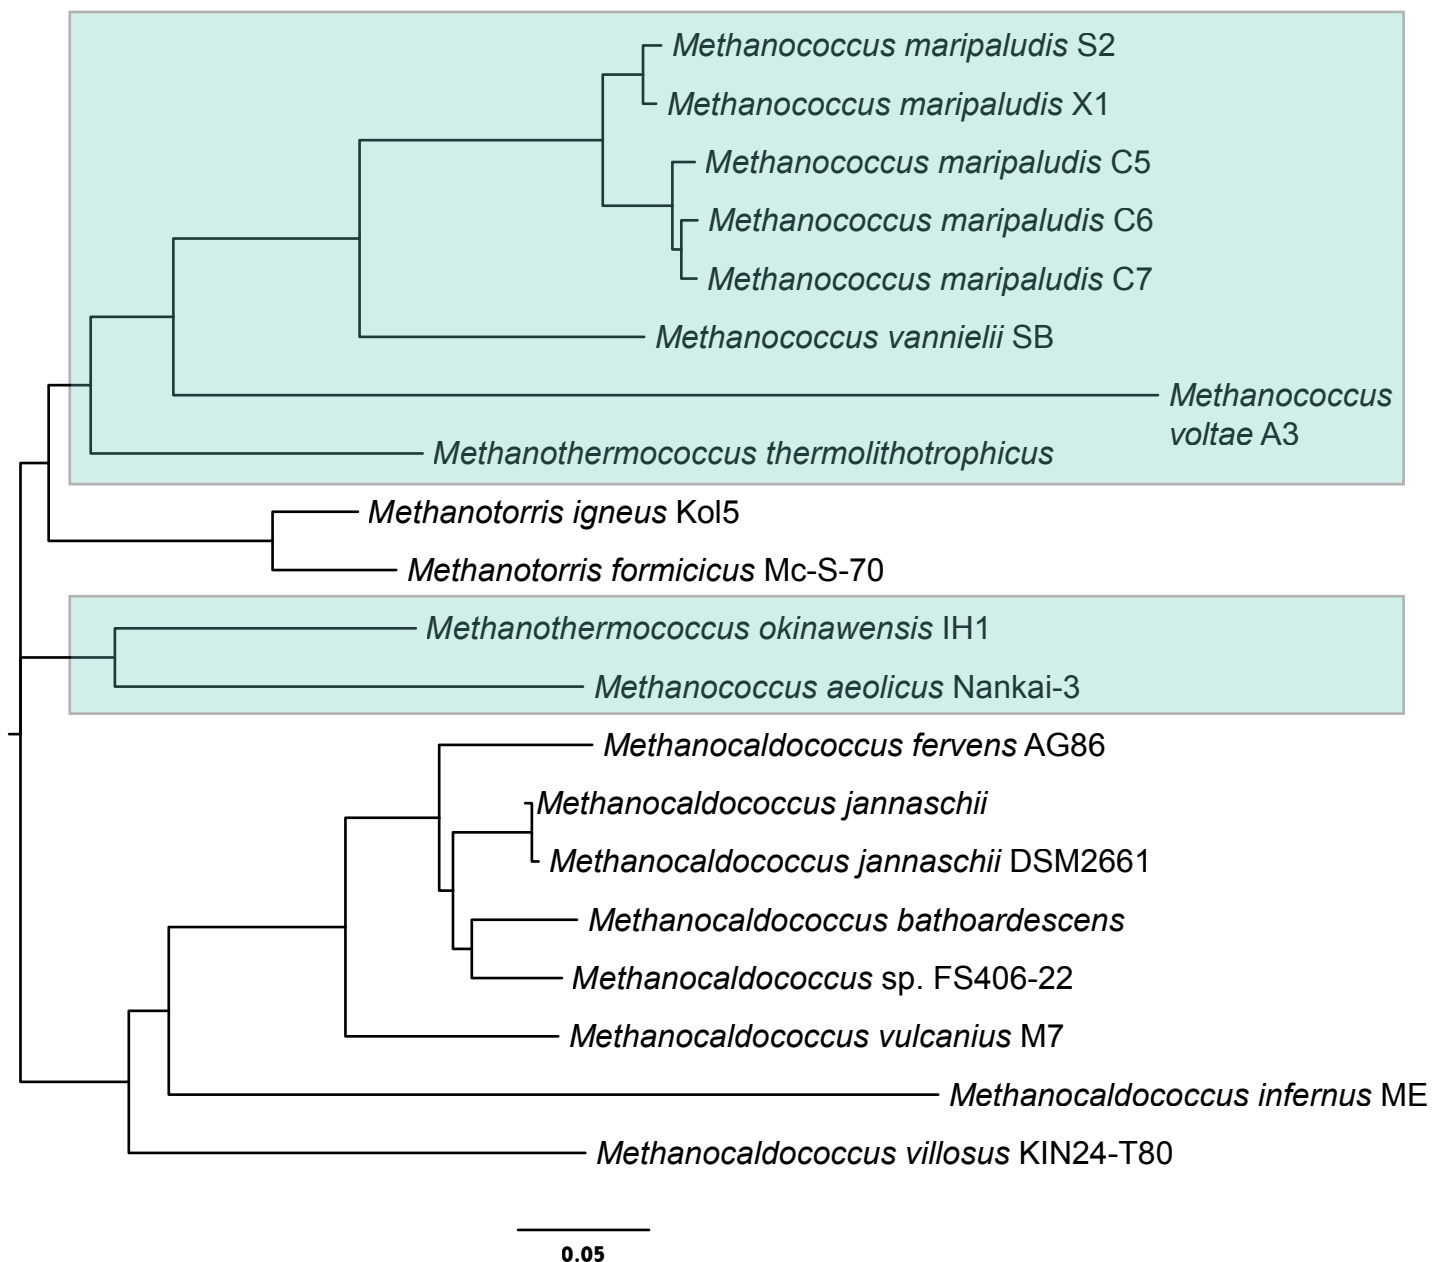 Methanococcus maripaludis S2
Methanococcus maripaludis X1
Methanococcus maripaludis C5
Methanococcus maripaludis C6
Methanococcus maripaludis C7
Methanococcus vannielii SB
Methanococcus
voltae A3
Methanothermococcus thermolithotrophicus
Methanotorris igneus Kol5
Methanotorris formicicus Mc-S-70
Methanothermococcus okinawensis IH1
Methanococcus aeolicus Nankai-3
Methanocaldococcus fervens AG86
Methanocaldococcus jannaschii
Methanocaldococcus jannaschii DSM2661
Methanocaldococcus bathoardescens
Methanocaldococcus sp. FS406-22
Methanocaldococcus vulcanius M7
Methanocaldococcus infernus ME
Methanocaldococcus villosus KIN24-T80
0.05